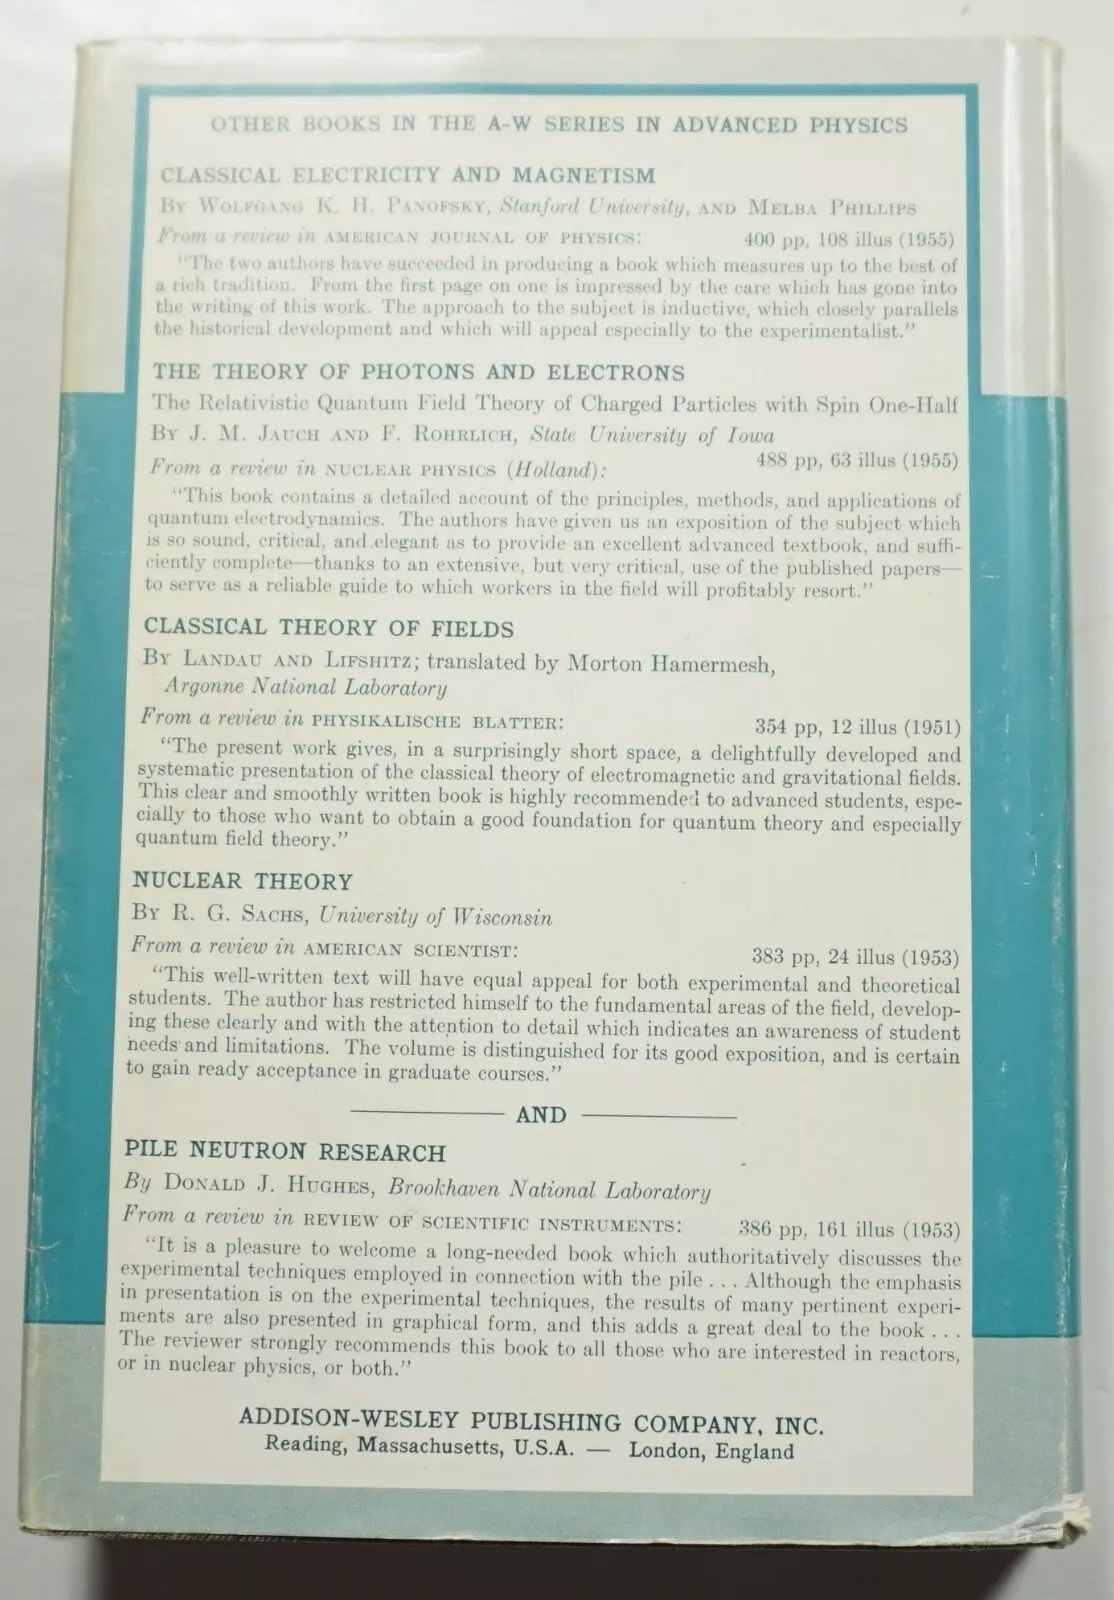 OTHER BOOKS IN THE A-W SERIES IN ADVANCED PHYSICS
CLASSICAL ELECTRICITY AND MAGNETISM
By Wolfgang K. H. Panofsky, Stanford University, and Melba Phillips
From a review in AMERICAN JOURNAL OF PHYSICS: 400 pp, 108 illus (1955)
"The two authors have succeeded in producing a book which measures up to the best of
a rich tradition. From the first page on one is impressed by the care which has gone into
the writing of this work. The approach to the subject is inductive, which closely parallels
the historical development and which will appeal especially to the experimentalist."
THE THEORY OF PHOTONS AND ELECTRONS
The Relativistic Quantum Field Theory of Charged Particles with Spin One-Half
By J. M. Jauch and F. Rohrlich, State University of Iowa
From a review in NUCLEAR PHYSICS (Holland): 488 pp, 63 illus (1955)
"This book contains a detailed account of the principles, methods, and applications of
quantum electrodynamics. The authors have given us an exposition of the subject which
is so sound, critical, and elegant as to provide an excellent advanced textbook, and suffi-
ciently complete—thanks to an extensive, but very critical, use of the published papers—
to serve as a reliable guide to which workers in the field will profitably resort."
CLASSICAL THEORY OF FIELDS
By Landau and Lifshitz; translated by Morton Hamermesh,
Argonne National Laboratory
From a review in PHYSIKALISCHE BLATTER: 354 pp, 12 illus (1951)
"The present work gives, in a surprisingly short space, a delightfully developed and
systematic presentation of the classical theory of electromagnetic and gravitational fields.
This clear and smoothly written book is highly recommended to advanced students, espe-
cially to those who want to obtain a good foundation for quantum theory and especially
quantum field theory."
NUCLEAR THEORY
By R. G. Sachs, University of Wisconsin
From a review in AMERICAN SCIENTIST: 383 pp, 24 illus (1953)
"This well-written text will have equal appeal for both experimental and theoretical
students. The author has restricted himself to the fundamental areas of the field, develop-
ing these clearly and with the attention to detail which indicates an awareness of student
needs and limitations. The volume is distinguished for its good exposition, and is certain
to gain ready acceptance in graduate courses."
AND
PILE NEUTRON RESEARCH
By Donald J. Hughes, Brookhaven National Laboratory
From a review in REVIEW OF SCIENTIFIC INSTRUMENTS: 386 pp, 161 illus (1953)
"It is a pleasure to welcome a long-needed book which authoritatively discusses the
experimental techniques employed in connection with the pile . . . Although the emphasis
in presentation is on the experimental techniques, the results of many pertinent experi-
ments are also presented in graphical form, and this adds a great deal to the book . . .
The reviewer strongly recommends this book to all those who are interested in reactors,
or in nuclear physics, or both."
ADDISON-WESLEY PUBLISHING COMPANY, INC.
Reading, Massachusetts, U.S.A. — London, England